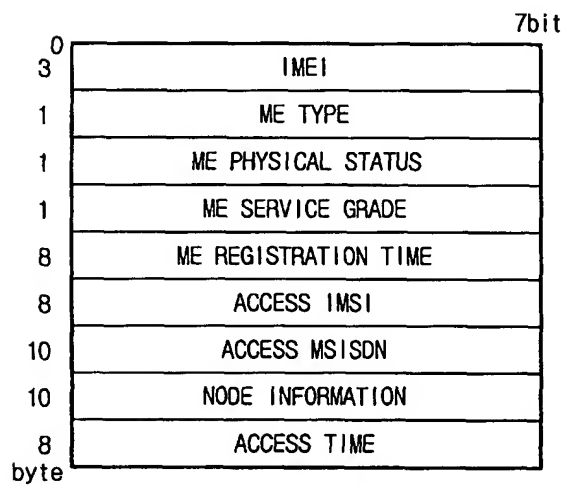 7bit
0
3 IMEI
1 ME TYPE
1 ME PHYSICAL STATUS
1 ME SERVICE GRADE
8 ME REGISTRATION TIME
8 ACCESS IMSI
10 ACCESS MSISDN
10 NODE INFORMATION
8 ACCESS TIME
byte